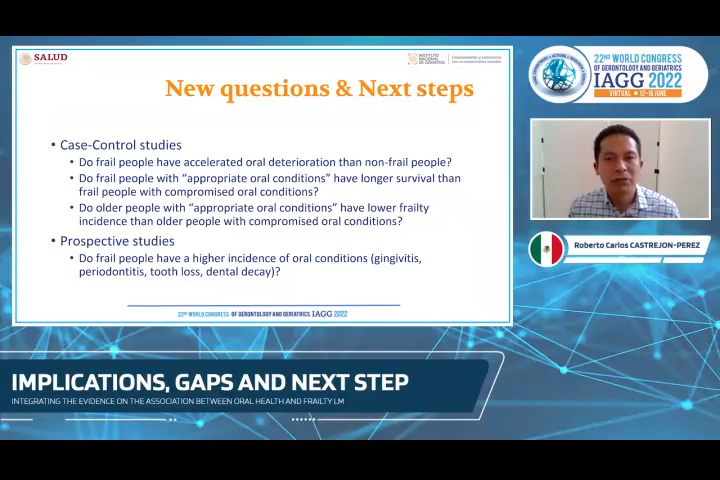 SALUD
INSTITUTO
NACIONAL
DE GERIATRÍA
New questions & Next steps
• Case-Control studies
• Do frail people have accelerated oral deterioration than non-frail people?
• Do frail people with “appropriate oral conditions” have longer survival than
frail people with compromised oral conditions?
• Do older people with “appropriate oral conditions” have lower frailty
incidence than older people with compromised oral conditions?
• Prospective studies
• Do frail people have a higher incidence of oral conditions (gingivitis,
periodontitis, tooth loss, dental decay)?
22ND WORLD CONGRESS OF GERONTOLOGY AND GERIATRICS IAGG 2022
22ND WORLD CONGRESS
OF GERONTOLOGY AND GERIATRICS
IAGG 2022
VIRTUAL • 12-16 JUNE
Roberto Carlos CASTREJON-PEREZ
IMPLICATIONS, GAPS AND NEXT STEP
INTEGRATING THE EVIDENCE ON THE ASSOCIATION BETWEEN ORAL HEALTH AND FRAILTY LM